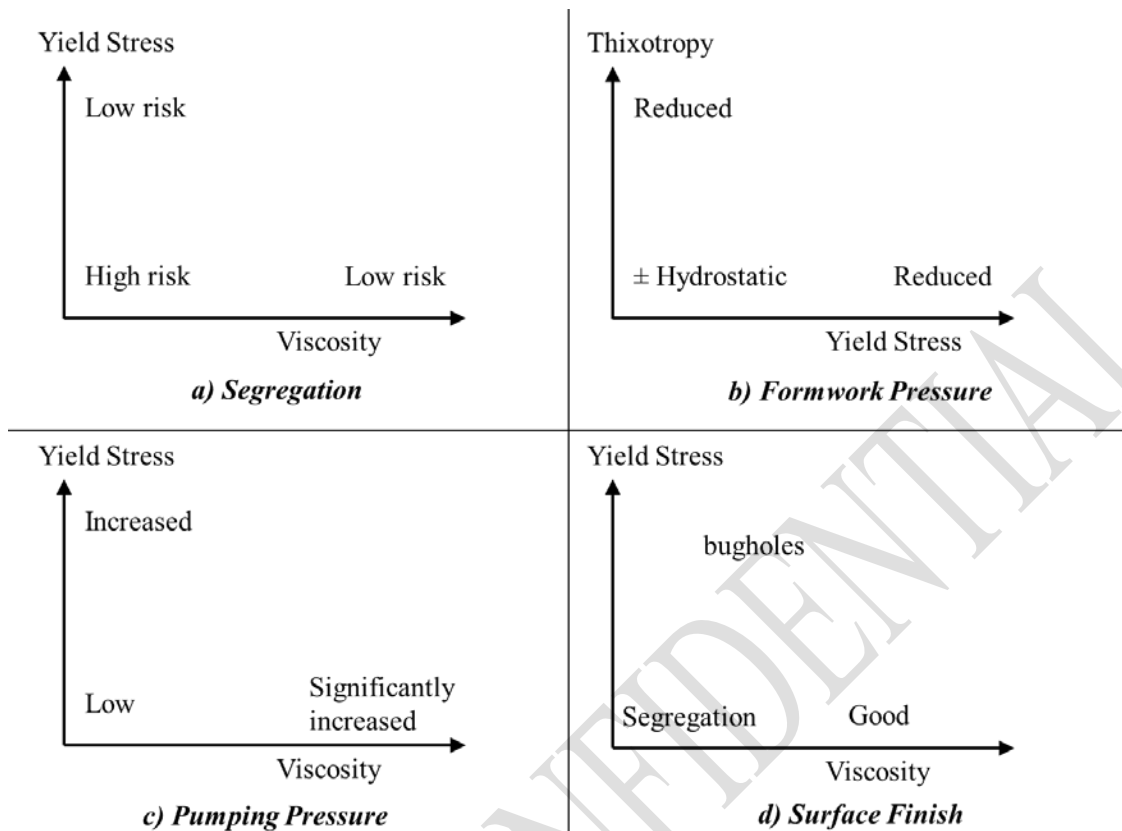 Yield Stress
Low risk
High risk
Low risk
Viscosity
a) Segregation
Thixotropy
Reduced
± Hydrostatic
Reduced
Yield Stress
b) Formwork Pressure
Yield Stress
Increased
Low
Significantly
increased
Viscosity
c) Pumping Pressure
Yield Stress
bugholes
Segregation
Good
Viscosity
d) Surface Finish
NFIDENTIAL